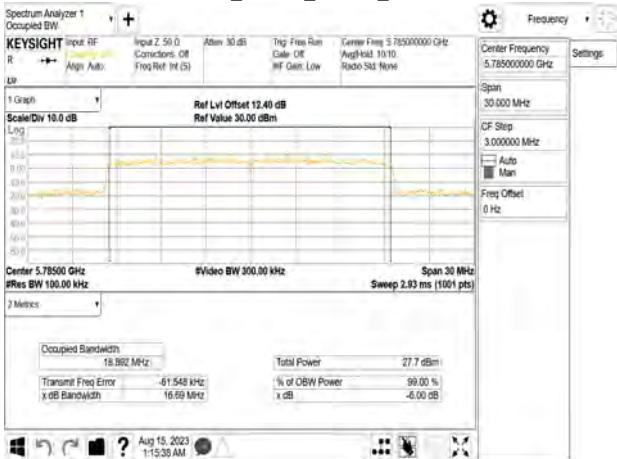 Spectrum Analyzer 1
Occupied BW
Frequency
KEYSIGHT
Input: RF
Input Z: 50 Ω
Atten: 30 dB
Trig: Free Run
Center Freq: 5.785000000 GHz
R
Corrections: Off
Gate: Off
Avg|Hold: 10/10
Align: Auto
Freq Ref: Int (S)
#IF Gain: Low
Radio Std: None
1 Graph
Ref Lvl Offset 12.40 dB
Scale/Div 10.0 dB
Ref Value 30.00 dBm
Log
Center 5.78500 GHz
#Video BW 300.00 kHz
Span 30 MHz
#Res BW 100.00 kHz
Sweep 2.93 ms (1001 pts)
2 Metrics
Occupied Bandwidth
18.892 MHz
Total Power
27.7 dBm
Transmit Freq Error
-61.548 kHz
% of OBW Power
99.00 %
x dB Bandwidth
16.69 MHz
x dB
-6.00 dB
Center Frequency
5.785000000 GHz
Settings
Span
30.000 MHz
CF Step
3.000000 MHz
Auto
Man
Freq Offset
0 Hz
?
Aug 15, 2023
1:15:38 AM